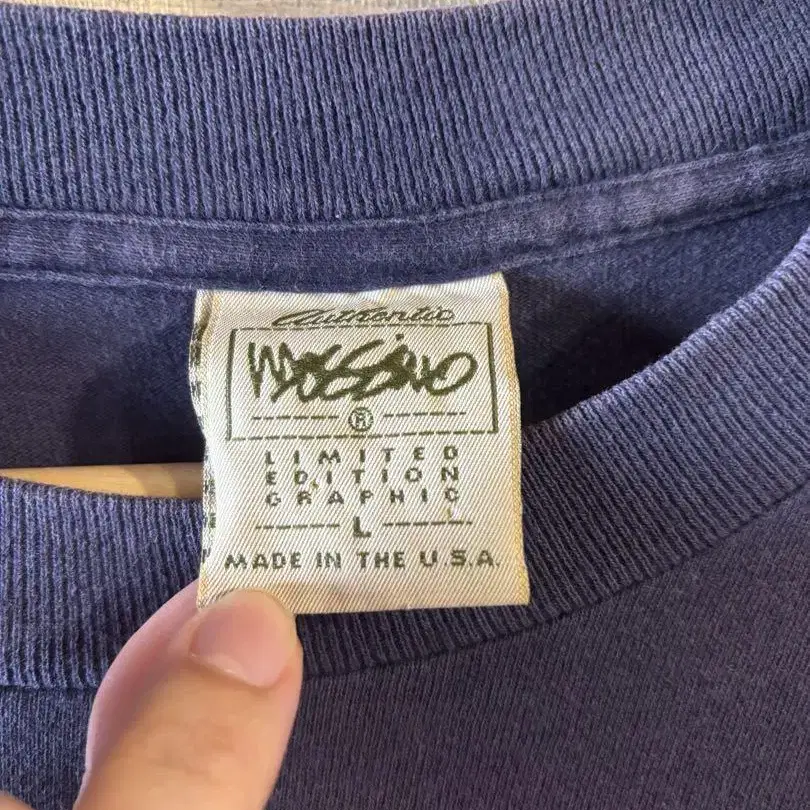 Authentic
Mossimo
®
LIMITED
EDITION
GRAPHIC
L
MADE IN THE U.S.A.